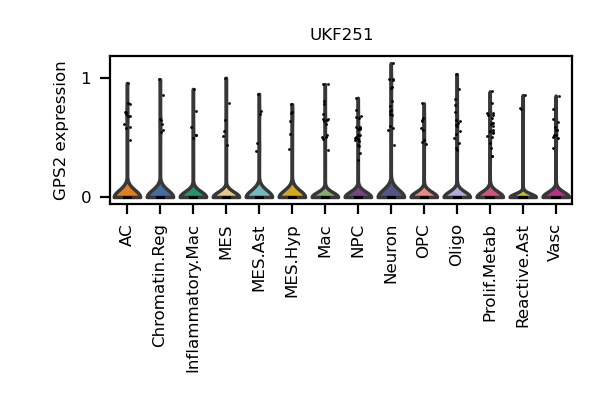 UKF251
GPS2 expression
1
0
AC
Chromatin.Reg
Inflammatory.Mac
MES
MES.Ast
MES.Hyp
Mac
NPC
Neuron
OPC
Oligo
Prolif.Metab
Reactive.Ast
Vasc